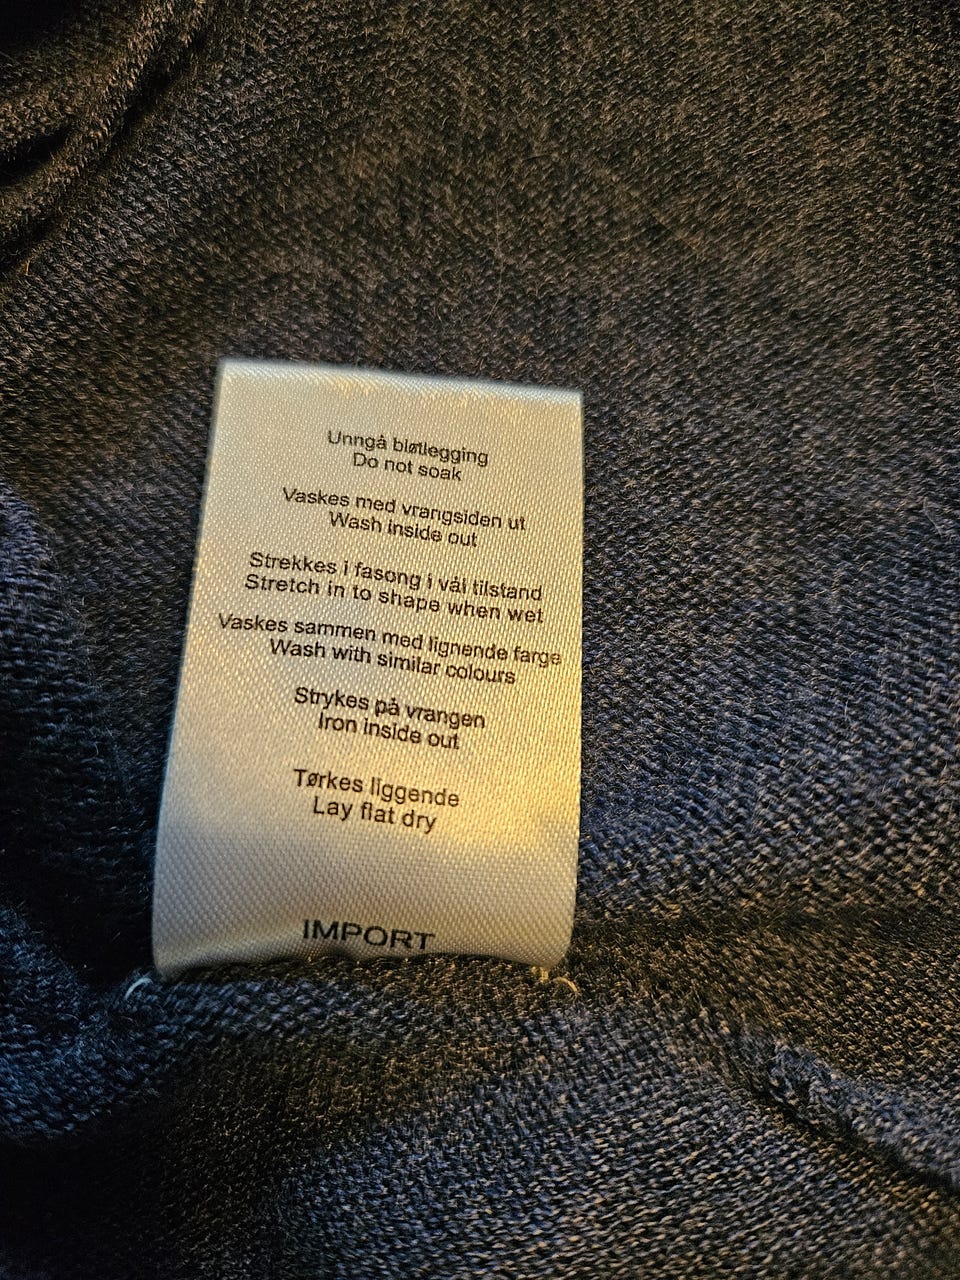 Unngå bløtlegging
Do not soak
Vaskes med vrangsiden ut
Wash inside out
Strekkes i fasong i våt tilstand
Stretch in to shape when wet
Vaskes sammen med lignende farge
Wash with similar colours
Strykes på vrangen
Iron inside out
Tørkes liggende
Lay flat dry
IMPORT